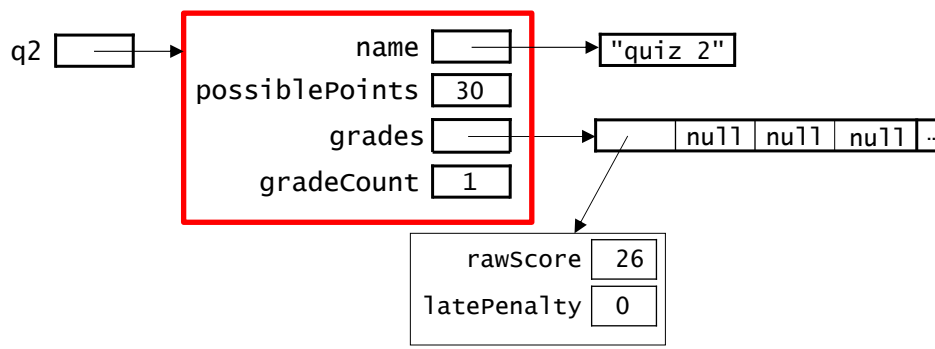 q2
name
"quiz 2"
possiblePoints 30
grades
null null null ...
gradeCount 1
rawScore 26
latePenalty 0